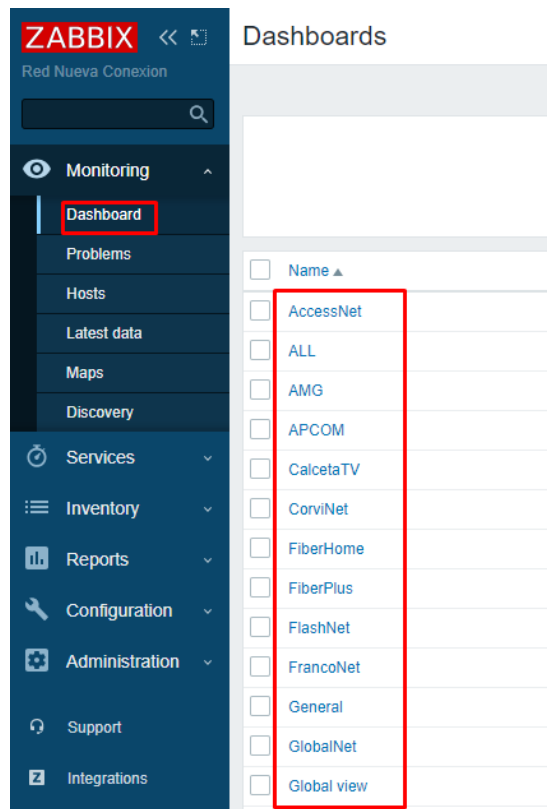 ZABBIX
Red Nueva Conexion
Monitoring
Dashboard
Problems
Hosts
Latest data
Maps
Discovery
Services
Inventory
Reports
Configuration
Administration
Support
Z Integrations
Dashboards
Name
AccessNet
ALL
AMG
APCOM
CalcetaTV
CorviNet
FiberHome
FiberPlus
FlashNet
FrancoNet
General
GlobalNet
Global view